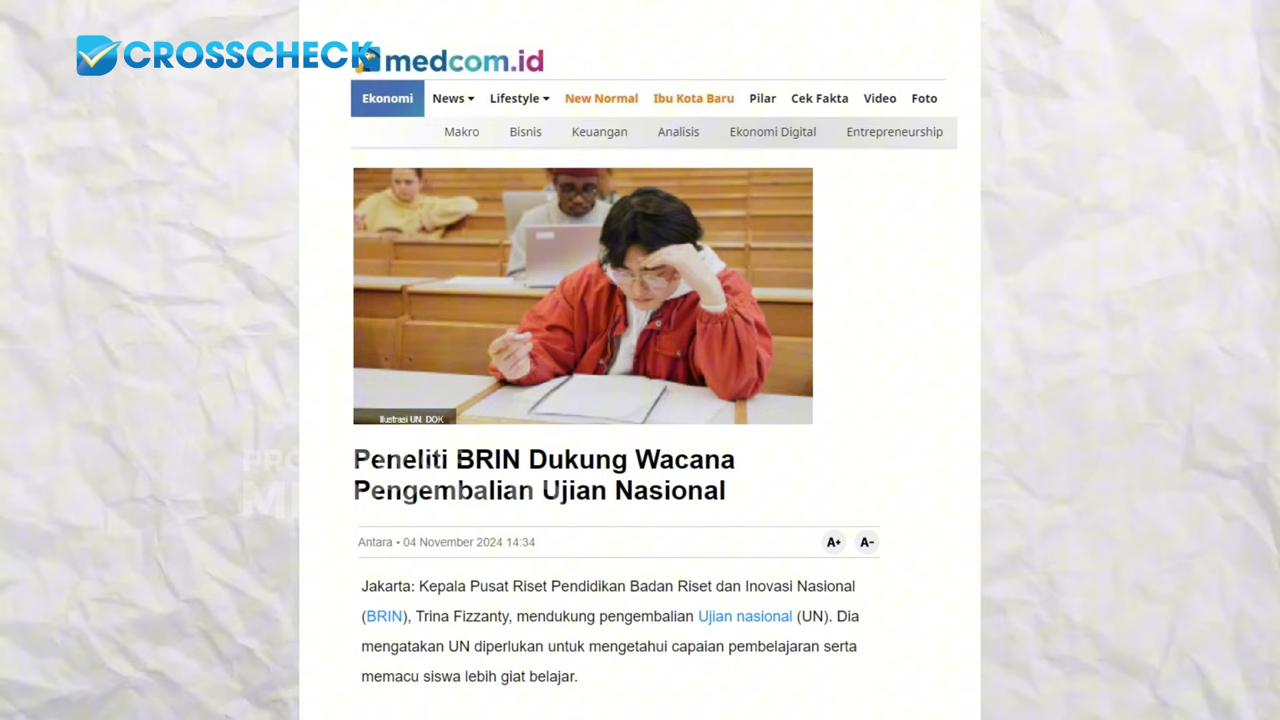 CROSSCHECK
medcom.id
Ekonomi News Lifestyle New Normal Ibu Kota Baru Pilar Cek Fakta Video Foto
Makro Bisnis Keuangan Analisis Ekonomi Digital Entrepreneurship
Ilustrasi UN. DOK
Peneliti BRIN Dukung Wacana
Pengembalian Ujian Nasional
Antara • 04 November 2024 14:34
A+ A-
Jakarta: Kepala Pusat Riset Pendidikan Badan Riset dan Inovasi Nasional
(BRIN), Trina Fizzanty, mendukung pengembalian Ujian nasional (UN). Dia
mengatakan UN diperlukan untuk mengetahui capaian pembelajaran serta
memacu siswa lebih giat belajar.